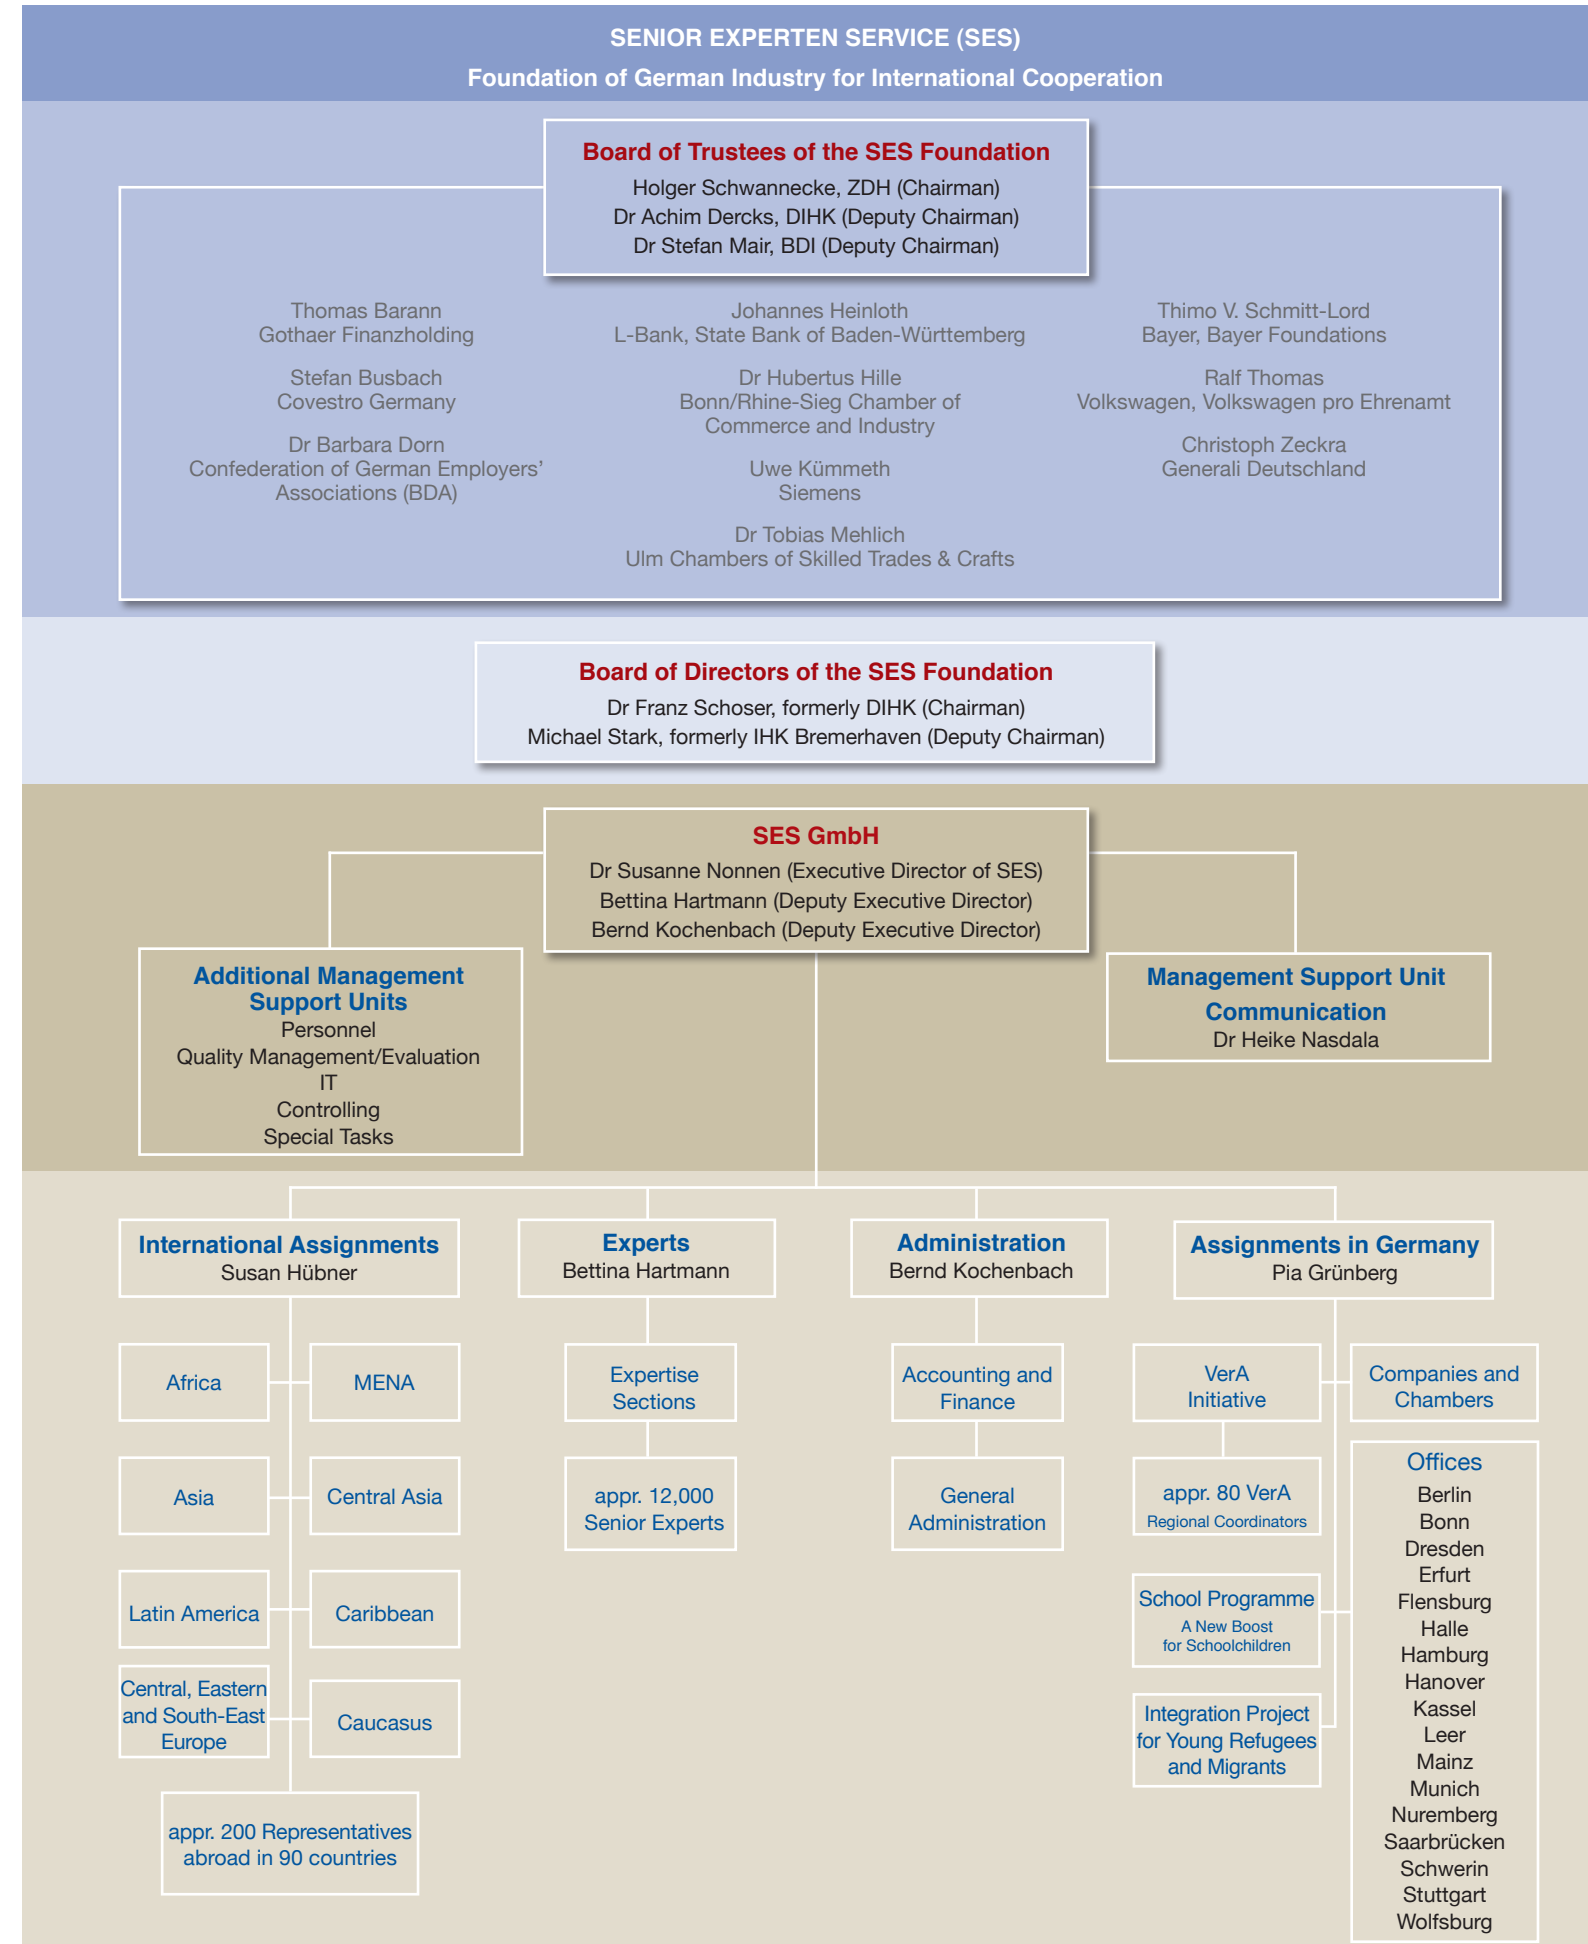 SENIOR EXPERTEN SERVICE (SES)
Foundation of German Industry for International Cooperation
Board of Trustees of the SES Foundation
Holger Schwannecke, ZDH (Chairman)
Dr Achim Dercks, DIHK (Deputy Chairman)
Dr Stefan Mair, BDI (Deputy Chairman)
Thomas Barann
Gothaer Finanzholding
Stefan Busbach
Covestro Germany
Dr Barbara Dorn
Confederation of German Employers'
Associations (BDA)
Johannes Heinloth
L-Bank, State Bank of Baden-Württemberg
Dr Hubertus Hille
Bonn/Rhine-Sieg Chamber of
Commerce and Industry
Uwe Kümmeth
Siemens
Dr Tobias Mehlich
Ulm Chambers of Skilled Trades & Crafts
Thimo V. Schmitt-Lord
Bayer, Bayer Foundations
Ralf Thomas
Volkswagen, Volkswagen pro Ehrenamt
Christoph Zeckra
Generali Deutschland
Board of Directors of the SES Foundation
Dr Franz Schoser, formerly DIHK (Chairman)
Michael Stark, formerly IHK Bremerhaven (Deputy Chairman)
SES GmbH
Dr Susanne Nonnen (Executive Director of SES)
Bettina Hartmann (Deputy Executive Director)
Bernd Kochenbach (Deputy Executive Director)
Additional Management
Support Units
Personnel
Quality Management/Evaluation
IT
Controlling
Special Tasks
Management Support Unit
Communication
Dr Heike Nasdala
International Assignments
Susan Hübner
Africa
MENA
Asia
Central Asia
Latin America
Caribbean
Central, Eastern
and South-East
Europe
Caucasus
appr. 200 Representatives
abroad in 90 countries
Experts
Bettina Hartmann
Expertise
Sections
appr. 12,000
Senior Experts
Administration
Bernd Kochenbach
Accounting and
Finance
General
Administration
Assignments in Germany
Pia Grünberg
VerA
Initiative
appr. 80 VerA
Regional Coordinators
School Programme
A New Boost
for Schoolchildren
Integration Project
for Young Refugees
and Migrants
Companies and
Chambers
Offices
Berlin
Bonn
Dresden
Erfurt
Flensburg
Halle
Hamburg
Hanover
Kassel
Leer
Mainz
Munich
Nuremberg
Saarbrücken
Schwerin
Stuttgart
Wolfsburg